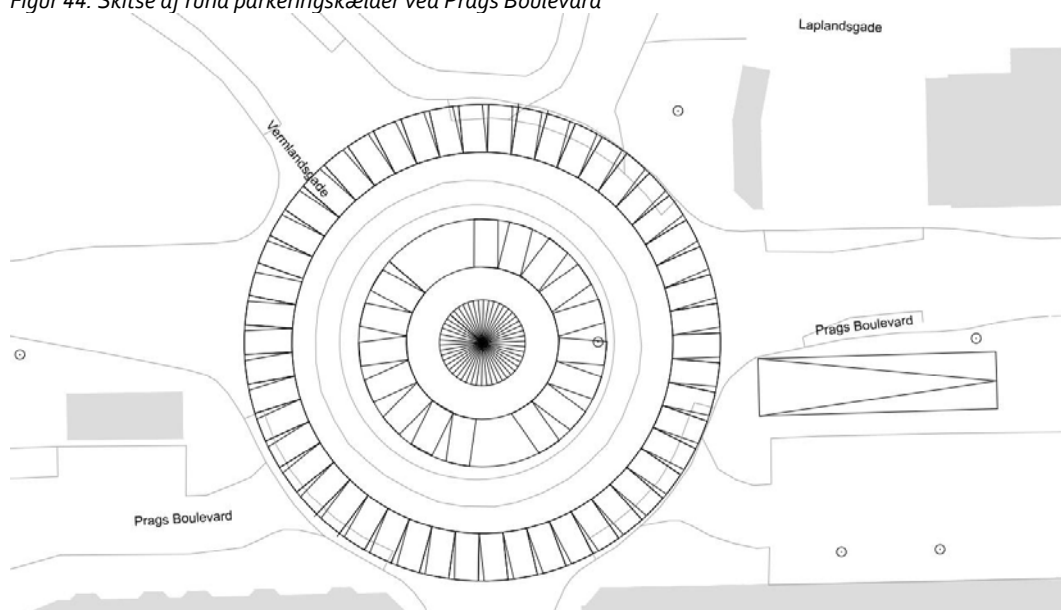 Figur 44. Skitse af rund parkeringskælder ved Prags Boulevard
Laplandsgade
Vermlandsgade
Prags Boulevard
Prags Boulevard